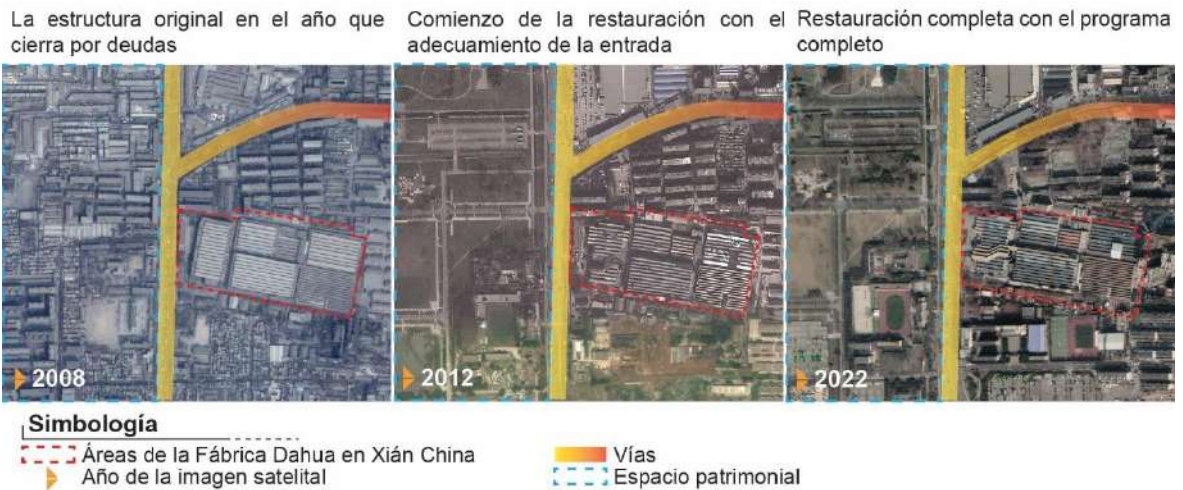 La estructura original en el año que
cierra por deudas
Comienzo de la restauración con el
adecuamiento de la entrada
Restauración completa con el programa
completo
2008
2012
2022
Simbología
Áreas de la Fábrica Dahua en Xián China
Año de la imagen satelital
Vías
Espacio patrimonial